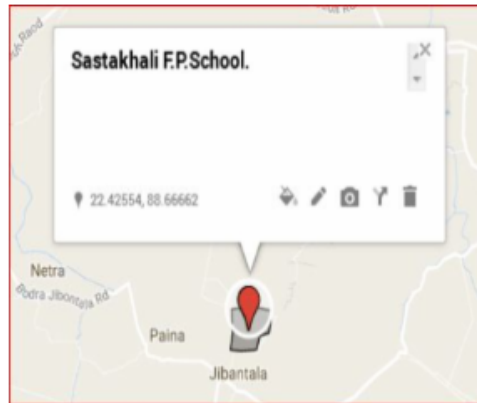 Sastakhali F.P.School.
22.42554, 88.66662
Netra
Bodra Jibontala Rd
Paina
Jibantala